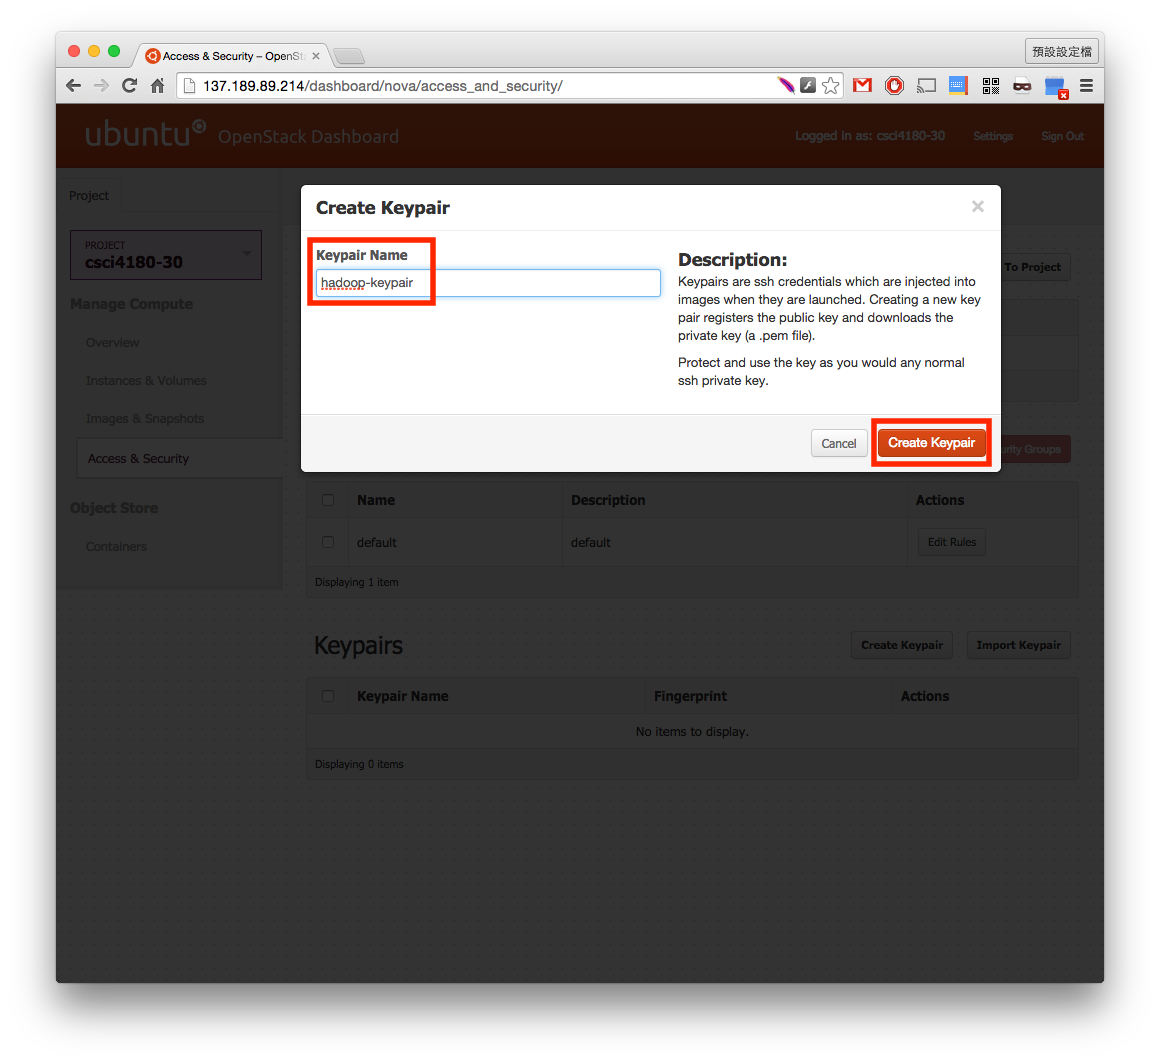 Access & Security – OpenSt
預設設定檔
137.189.89.214/dashboard/nova/access_and_security/
ubuntu OpenStack Dashboard
Logged in as: csci4180-30 Settings Sign Out
Project
PROJECT
csci4180-30
Manage Compute
Overview
Instances & Volumes
Images & Snapshots
Access & Security
Object Store
Containers
Create Keypair
×
Keypair Name
hadoop-keypair
Description:
Keypairs are ssh credentials which are injected into
images when they are launched. Creating a new key
pair registers the public key and downloads the
private key (a .pem file).
Protect and use the key as you would any normal
ssh private key.
Cancel
Create Keypair
To Project
urity Groups
Name Description Actions
default default Edit Rules
Displaying 1 item
Keypairs
Create Keypair
Import Keypair
Keypair Name Fingerprint Actions
No items to display.
Displaying 0 items